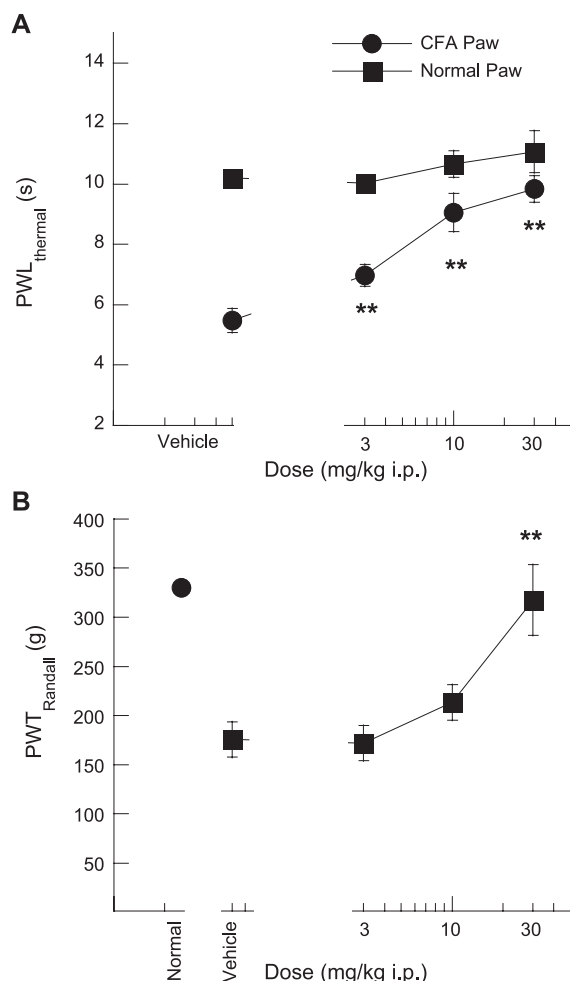 A
CFA Paw
Normal Paw
14
12
10
8
6
4
2
PWLthermal (s)
**
**
**
Vehicle
3
10
30
Dose (mg/kg i.p.)
B
400
350
300
250
200
150
100
50
PWTRandall (g)
**
Normal
Vehicle
3
10
30
Dose (mg/kg i.p.)